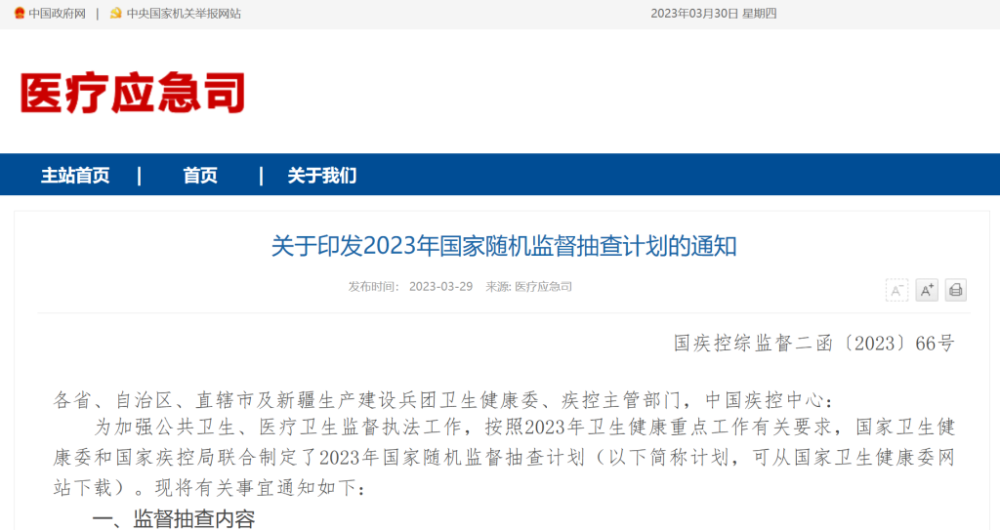 中国政府网 | 中央国家机关举报网站 2023年03月30日 星期四
医疗应急司
主站首页 | 首页 | 关于我们
关于印发2023年国家随机监督抽查计划的通知
发布时间: 2023-03-29 来源: 医疗应急司
A- A+
国疾控综监督二函〔2023〕66号
各省、自治区、直辖市及新疆生产建设兵团卫生健康委、疾控主管部门，中国疾控中心：
为加强公共卫生、医疗卫生监督执法工作，按照2023年卫生健康重点工作有关要求，国家卫生健
康委和国家疾控局联合制定了2023年国家随机监督抽查计划（以下简称计划，可从国家卫生健康委网
站下载）。现将有关事宜通知如下：
一、监督抽查内容